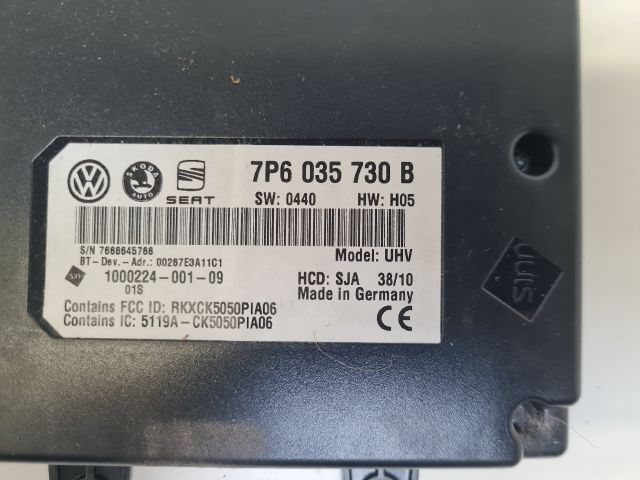 SKODA
AUTO
SEAT
7P6 035 730 B
SW: 0440 HW: H05
S/N 7668645766
BT-Dev.-Adr.: 00267E3A11C1
Model: UHV
1000224-001-09
01S
HCD: SJA 38/10
Made in Germany
Contains FCC ID: RKXCK5050PIA06
Contains IC: 5119A-CK5050PIA06
CE